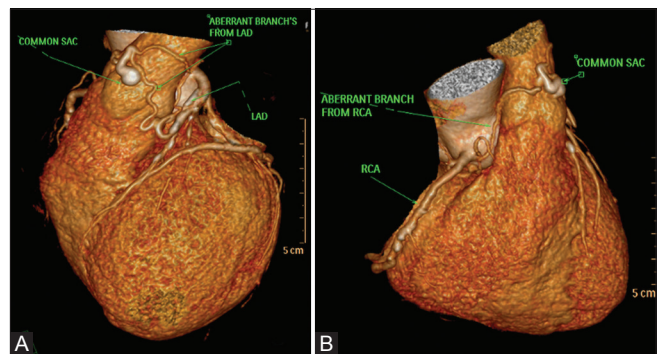 ABERRANT BRANCH'S
FROM LAD
COMMON SAC
LAD
5 cm
A
COMMON SAC
ABERRANT BRANCH
FROM RCA
RCA
5 cm
B